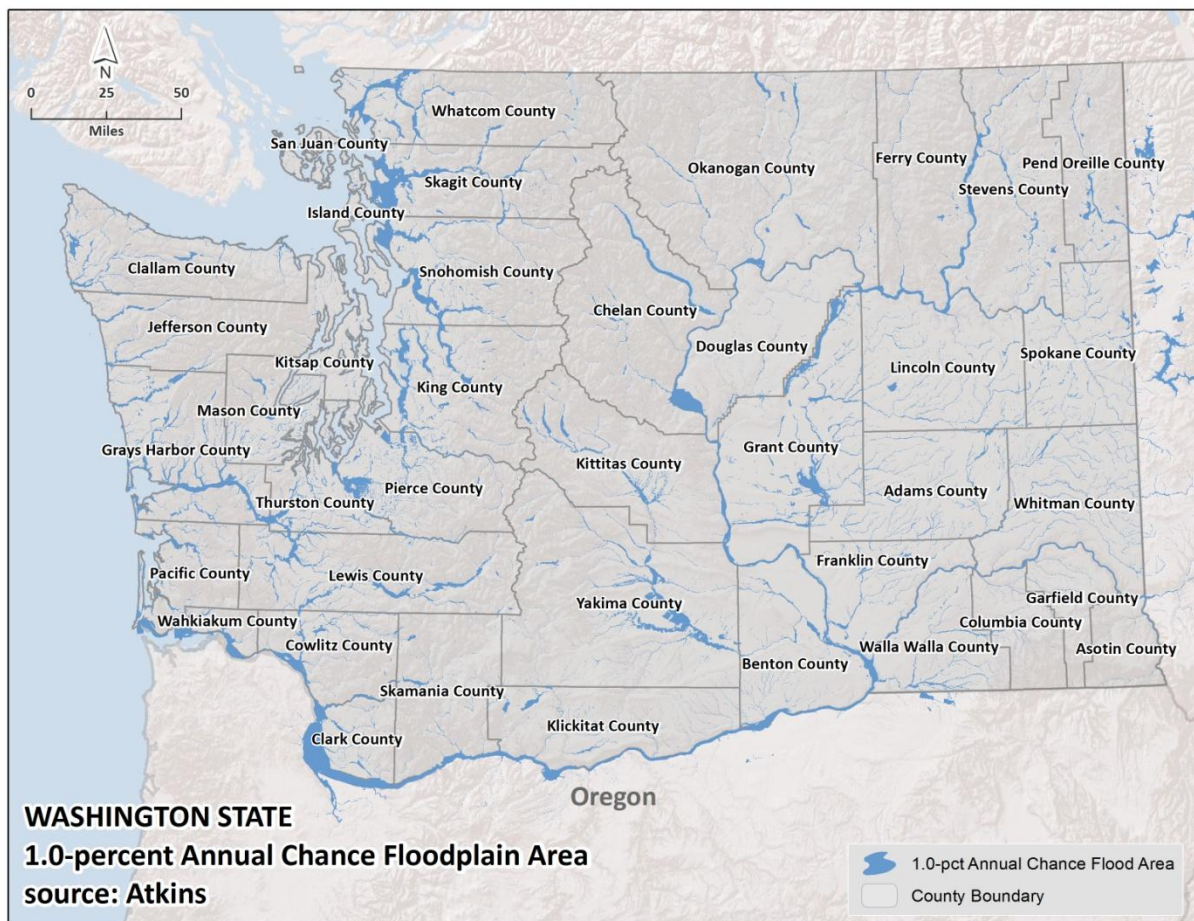 N
0 25 50
Miles
Whatcom County
San Juan County
Skagit County
Island County
Okanogan County
Ferry County
Pend Oreille County
Stevens County
Clallam County
Snohomish County
Chelan County
Jefferson County
Kitsap County
King County
Douglas County
Lincoln County
Spokane County
Mason County
Grays Harbor County
Grant County
Kittitas County
Pierce County
Thurston County
Adams County
Whitman County
Pacific County
Lewis County
Franklin County
Yakima County
Garfield County
Wahkiakum County
Columbia County
Cowlitz County
Walla Walla County
Asotin County
Benton County
Skamania County
Klickitat County
Clark County
Oregon
WASHINGTON STATE
1.0-percent Annual Chance Floodplain Area
source: Atkins
1.0-pct Annual Chance Flood Area
County Boundary